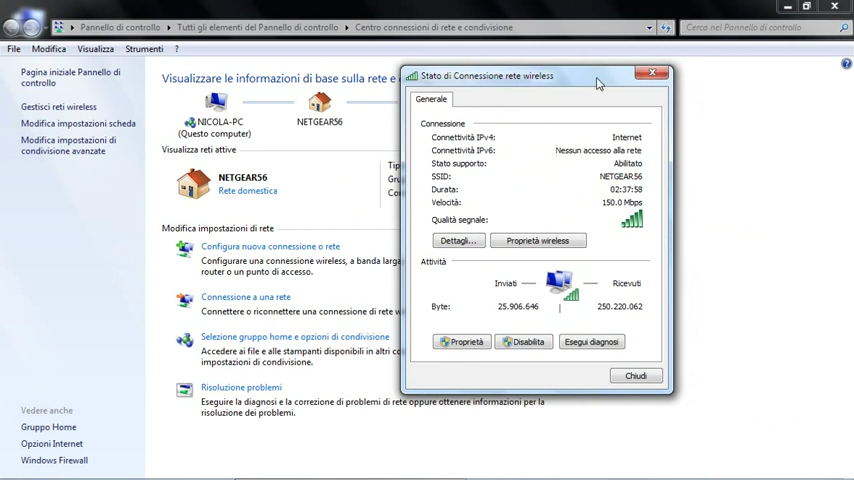 Pannello di controllo ▸ Tutti gli elementi del Pannello di controllo ▸ Centro connessioni di rete e condivisione
Cerca nel Pannello di controllo
File Modifica Visualizza Strumenti ?
Pagina iniziale Pannello di
controllo
Gestisci reti wireless
Modifica impostazioni scheda
Modifica impostazioni di
condivisione avanzate
Vedere anche
Gruppo Home
Opzioni Internet
Windows Firewall
Visualizzare le informazioni di base sulla rete e
NICOLA-PC
(Questo computer)
NETGEAR56
Visualizza reti attive
NETGEAR56
Rete domestica
Tip
Gru
Con
Modifica impostazioni di rete
Configura nuova connessione o rete
Configurare una connessione wireless, a banda larga
router o un punto di accesso.
Connessione a una rete
Connettere o riconnettere una connessione di rete wi
Selezione gruppo home e opzioni di condivisione
Accedere ai file e alle stampanti disponibili in altri co
impostazioni di condivisione.
Risoluzione problemi
Eseguire la diagnosi e la correzione di problemi di rete oppure ottenere informazioni per la
risoluzione dei problemi.
Stato di Connessione rete wireless
Generale
Connessione
Connettività IPv4: Internet
Connettività IPv6: Nessun accesso alla rete
Stato supporto: Abilitato
SSID: NETGEAR56
Durata: 02:37:58
Velocità: 150.0 Mbps
Qualità segnale:
Dettagli... Proprietà wireless
Attività
Inviati Ricevuti
Byte: 25.906.646 250.220.062
Proprietà Disabilita Esegui diagnosi
Chiudi